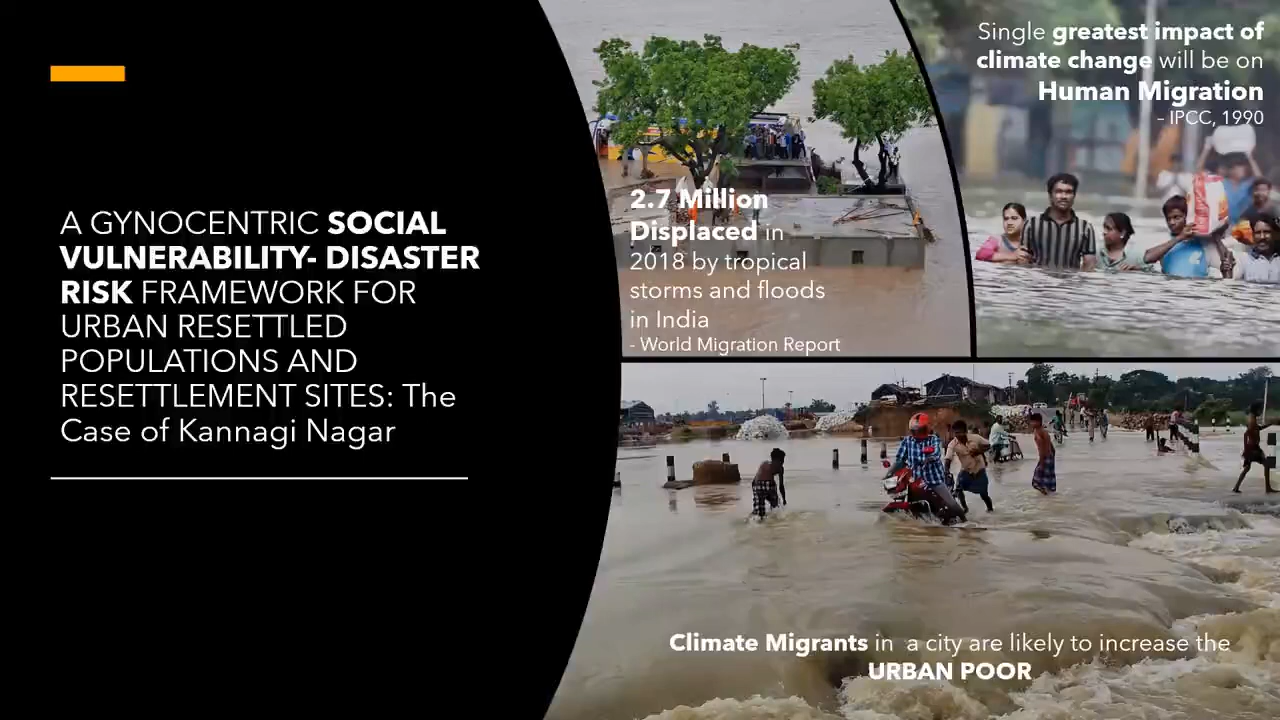 A GYNOCENTRIC SOCIAL
VULNERABILITY- DISASTER
RISK FRAMEWORK FOR
URBAN RESETTLED
POPULATIONS AND
RESETTLEMENT SITES: The
Case of Kannagi Nagar
2.7 Million
Displaced in
2018 by tropical
storms and floods
in India
- World Migration Report
Single greatest impact of
climate change will be on
Human Migration
– IPCC, 1990
Climate Migrants in a city are likely to increase the
URBAN POOR